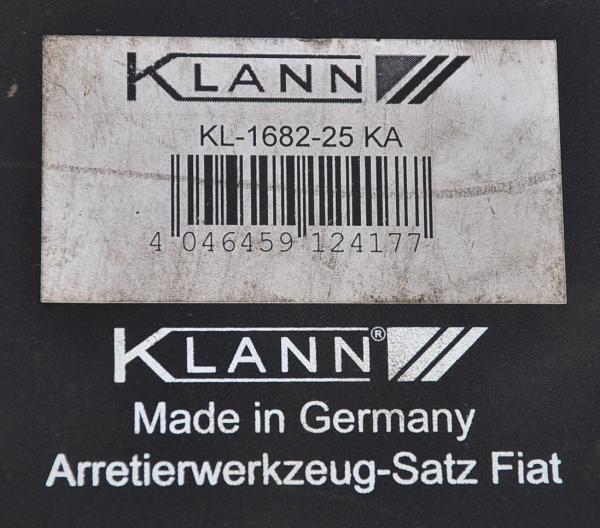 KLANN
KL-1682-25 KA
4 046459 124177
KLANN®
Made in Germany
Arretierwerkzeug-Satz Fiat